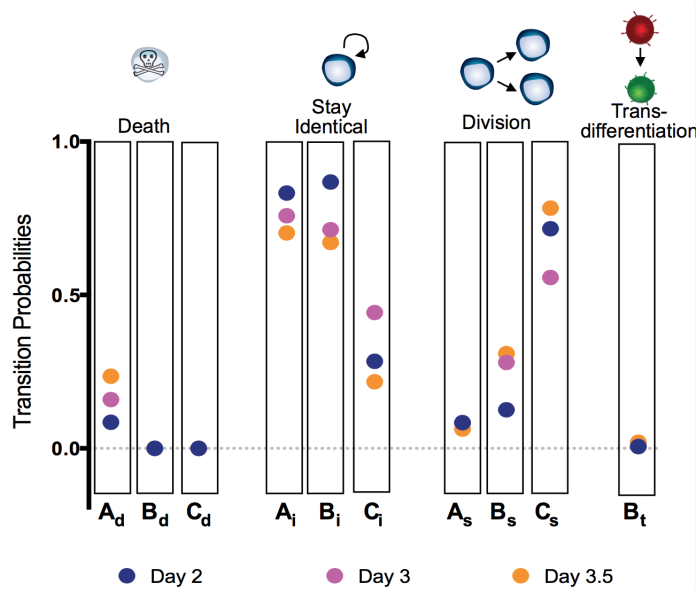 Death
Stay
Identical
Division
Trans-
differentiation
Transition Probabilities
1.0
0.5
0.0
Ad Bd Cd Ai Bi Ci As Bs Cs Bt
Day 2 Day 3 Day 3.5